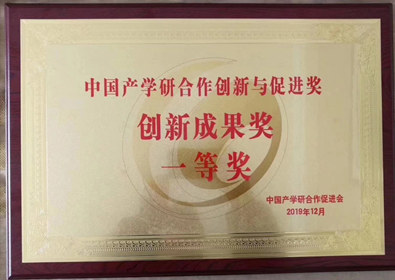 中国产学研合作创新与促进奖
创新成果奖
一等奖
中国产学研合作促进会
2019年12月